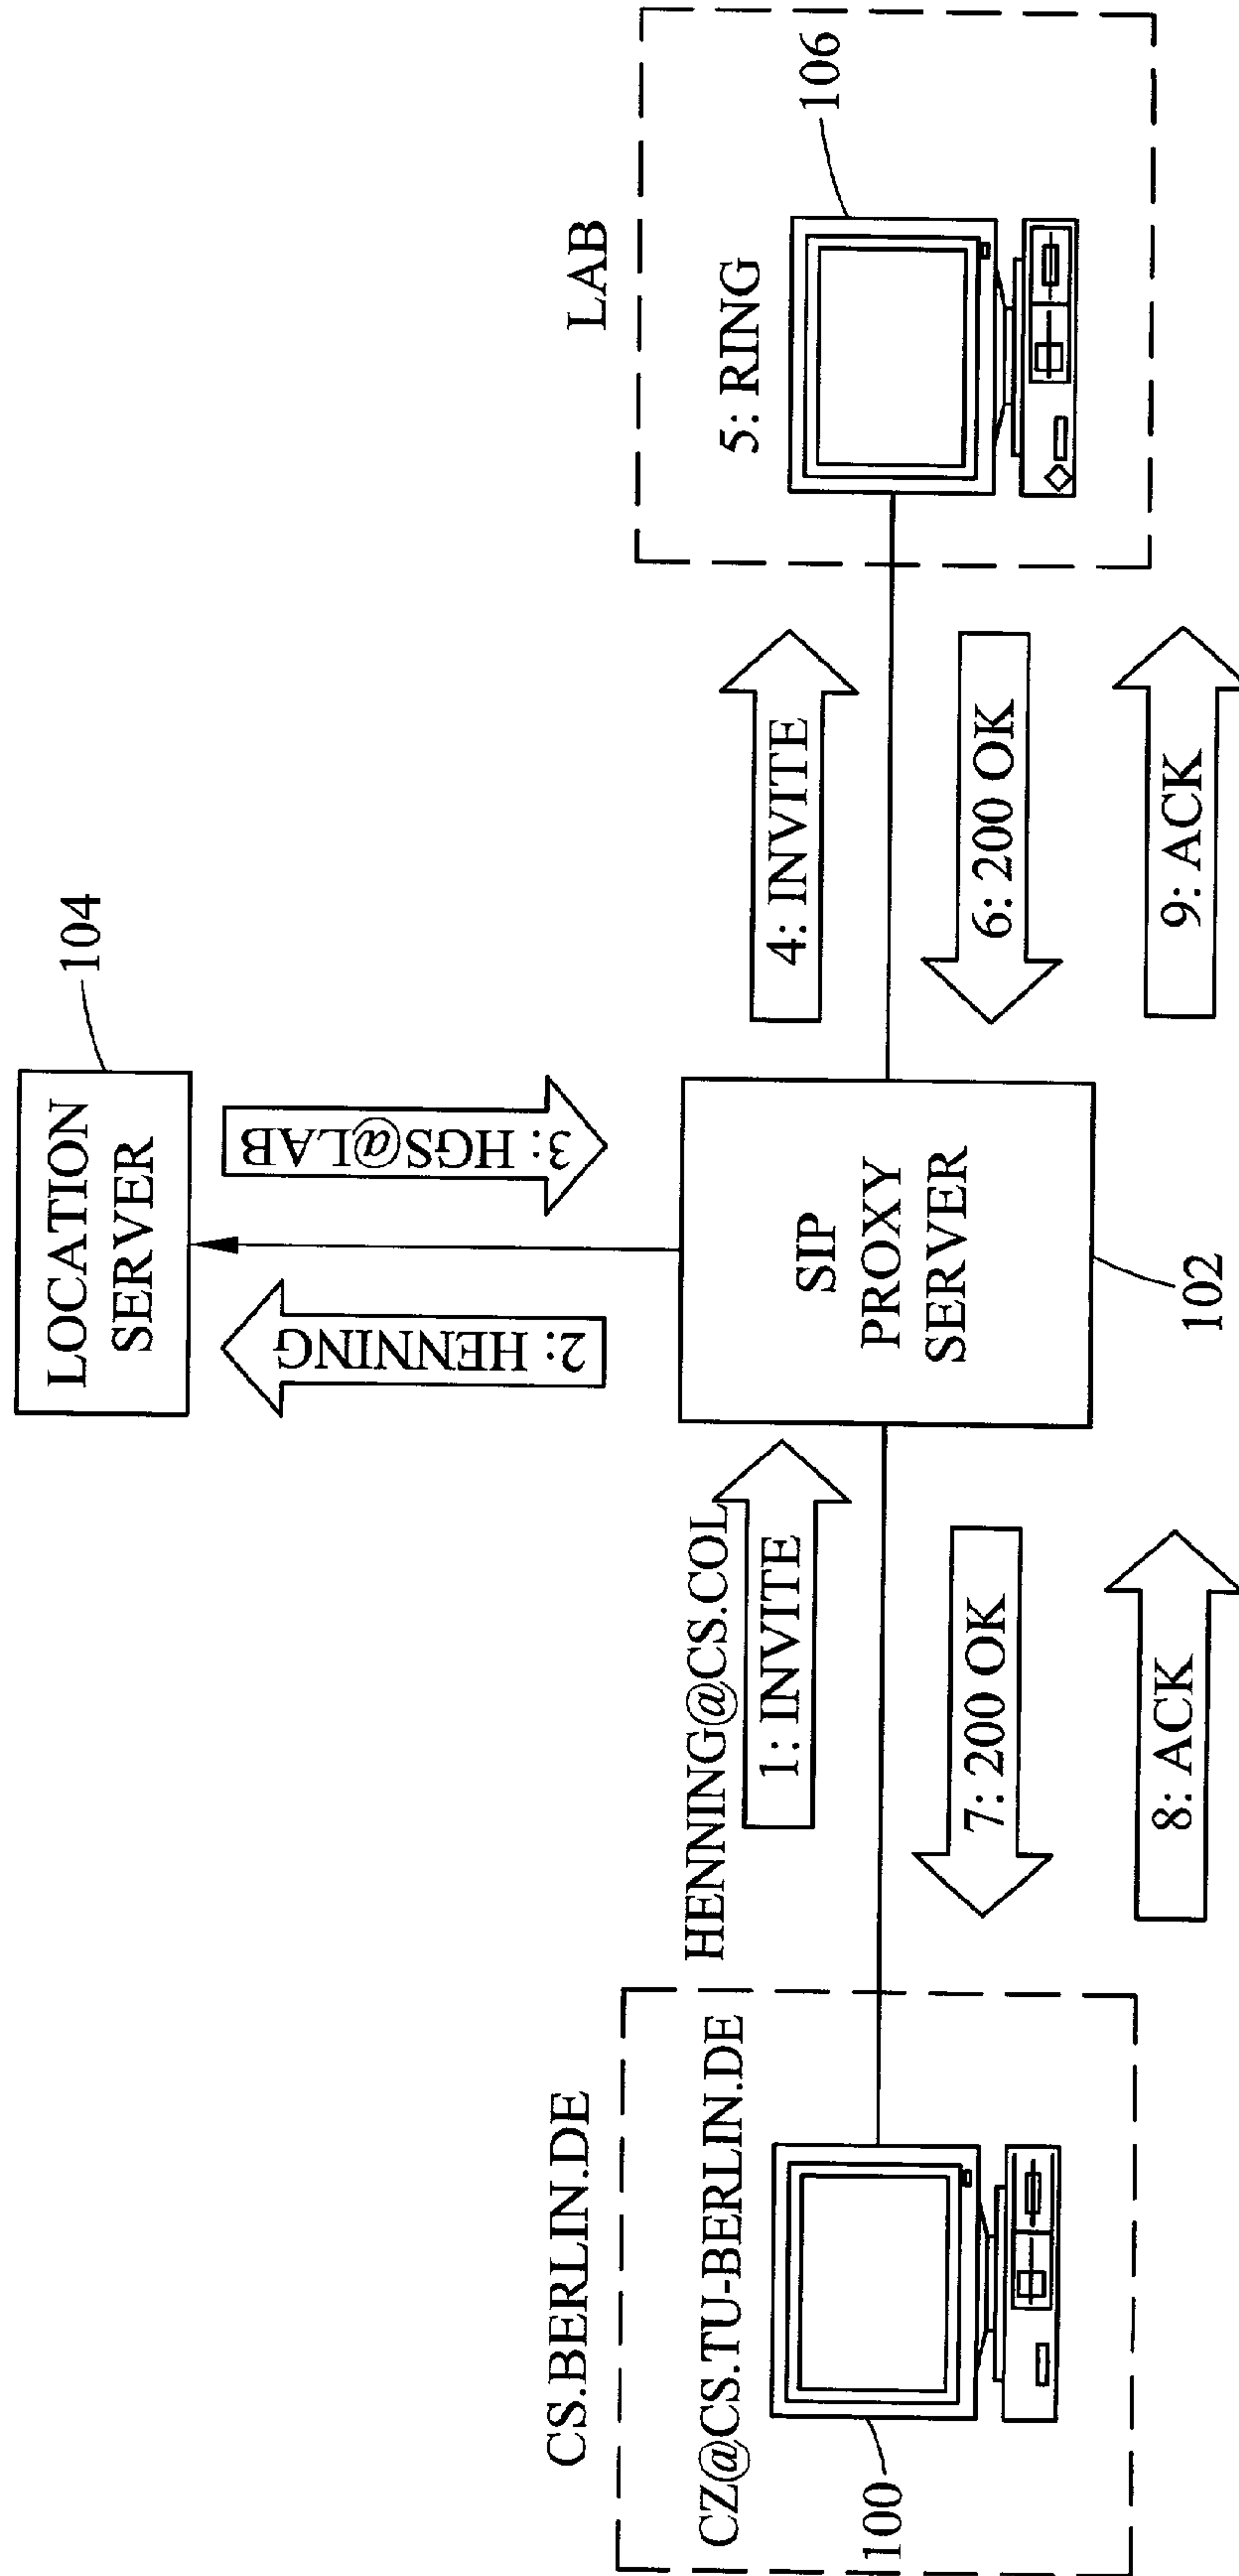 LOCATION
SERVER
104
2: HENNING
3: HGS@LAB
CS.BERLIN.DE
CZ@CS.TU-BERLIN.DE
100
HENNING@CS.COL
1: INVITE
7: 200 OK
8: ACK
SIP
PROXY
SERVER
102
4: INVITE
6: 200 OK
9: ACK
LAB
5: RING
106